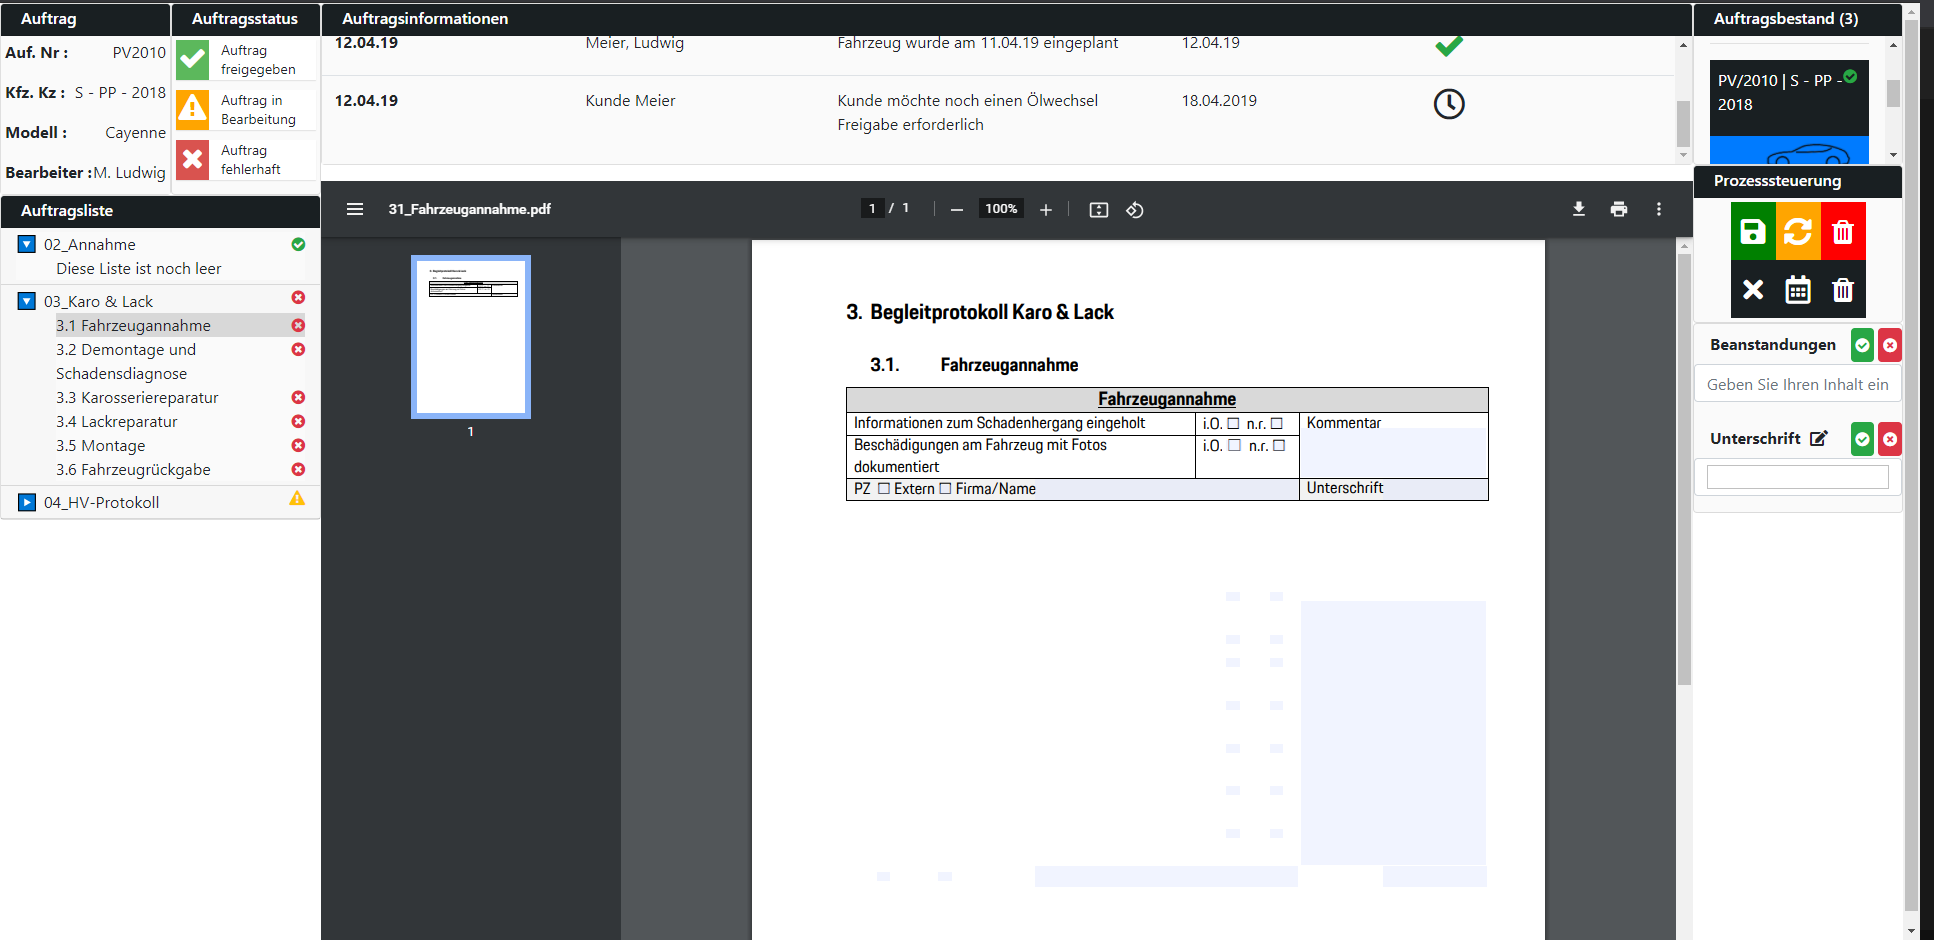 Auftrag
Auf. Nr : PV2010
Kfz. Kz : S - PP - 2018
Modell : Cayenne
Bearbeiter : M. Ludwig
Auftragsstatus
Auftrag
freigegeben
Auftrag in
Bearbeitung
Auftrag
fehlerhaft
Auftragsinformationen
12.04.19 Meier, Ludwig Fahrzeug wurde am 11.04.19 eingeplant 12.04.19
12.04.19 Kunde Meier Kunde möchte noch einen Ölwechsel 18.04.2019
Freigabe erforderlich
Auftragsbestand (3)
PV/2010 | S - PP -
2018
Auftragsliste
02_Annahme
Diese Liste ist noch leer
03_Karo & Lack
3.1 Fahrzeugannahme
3.2 Demontage und
Schadensdiagnose
3.3 Karosseriereparatur
3.4 Lackreparatur
3.5 Montage
3.6 Fahrzeugrückgabe
04_HV-Protokoll
31_Fahrzeugannahme.pdf
1 / 1
100%
1
3. Begleitprotokoll Karo & Lack
3.1. Fahrzeugannahme
Fahrzeugannahme
Informationen zum Schadenhergang eingeholt i.O. ☐ n.r. ☐ Kommentar
Beschädigungen am Fahrzeug mit Fotos i.O. ☐ n.r. ☐
dokumentiert
PZ ☐ Extern ☐ Firma/Name Unterschrift
Prozesssteuerung
Beanstandungen
Geben Sie Ihren Inhalt ein
Unterschrift